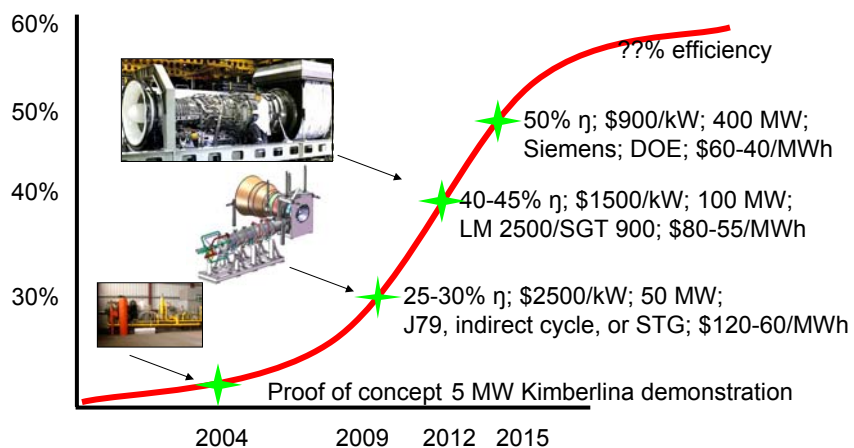 60%
??% efficiency
50%
50% ŋ; $900/kW; 400 MW;
Siemens; DOE; $60-40/MWh
40%
40-45% ŋ; $1500/kW; 100 MW;
LM 2500/SGT 900; $80-55/MWh
30%
25-30% ŋ; $2500/kW; 50 MW;
J79, indirect cycle, or STG; $120-60/MWh
Proof of concept 5 MW Kimberlina demonstration
2004 2009 2012 2015